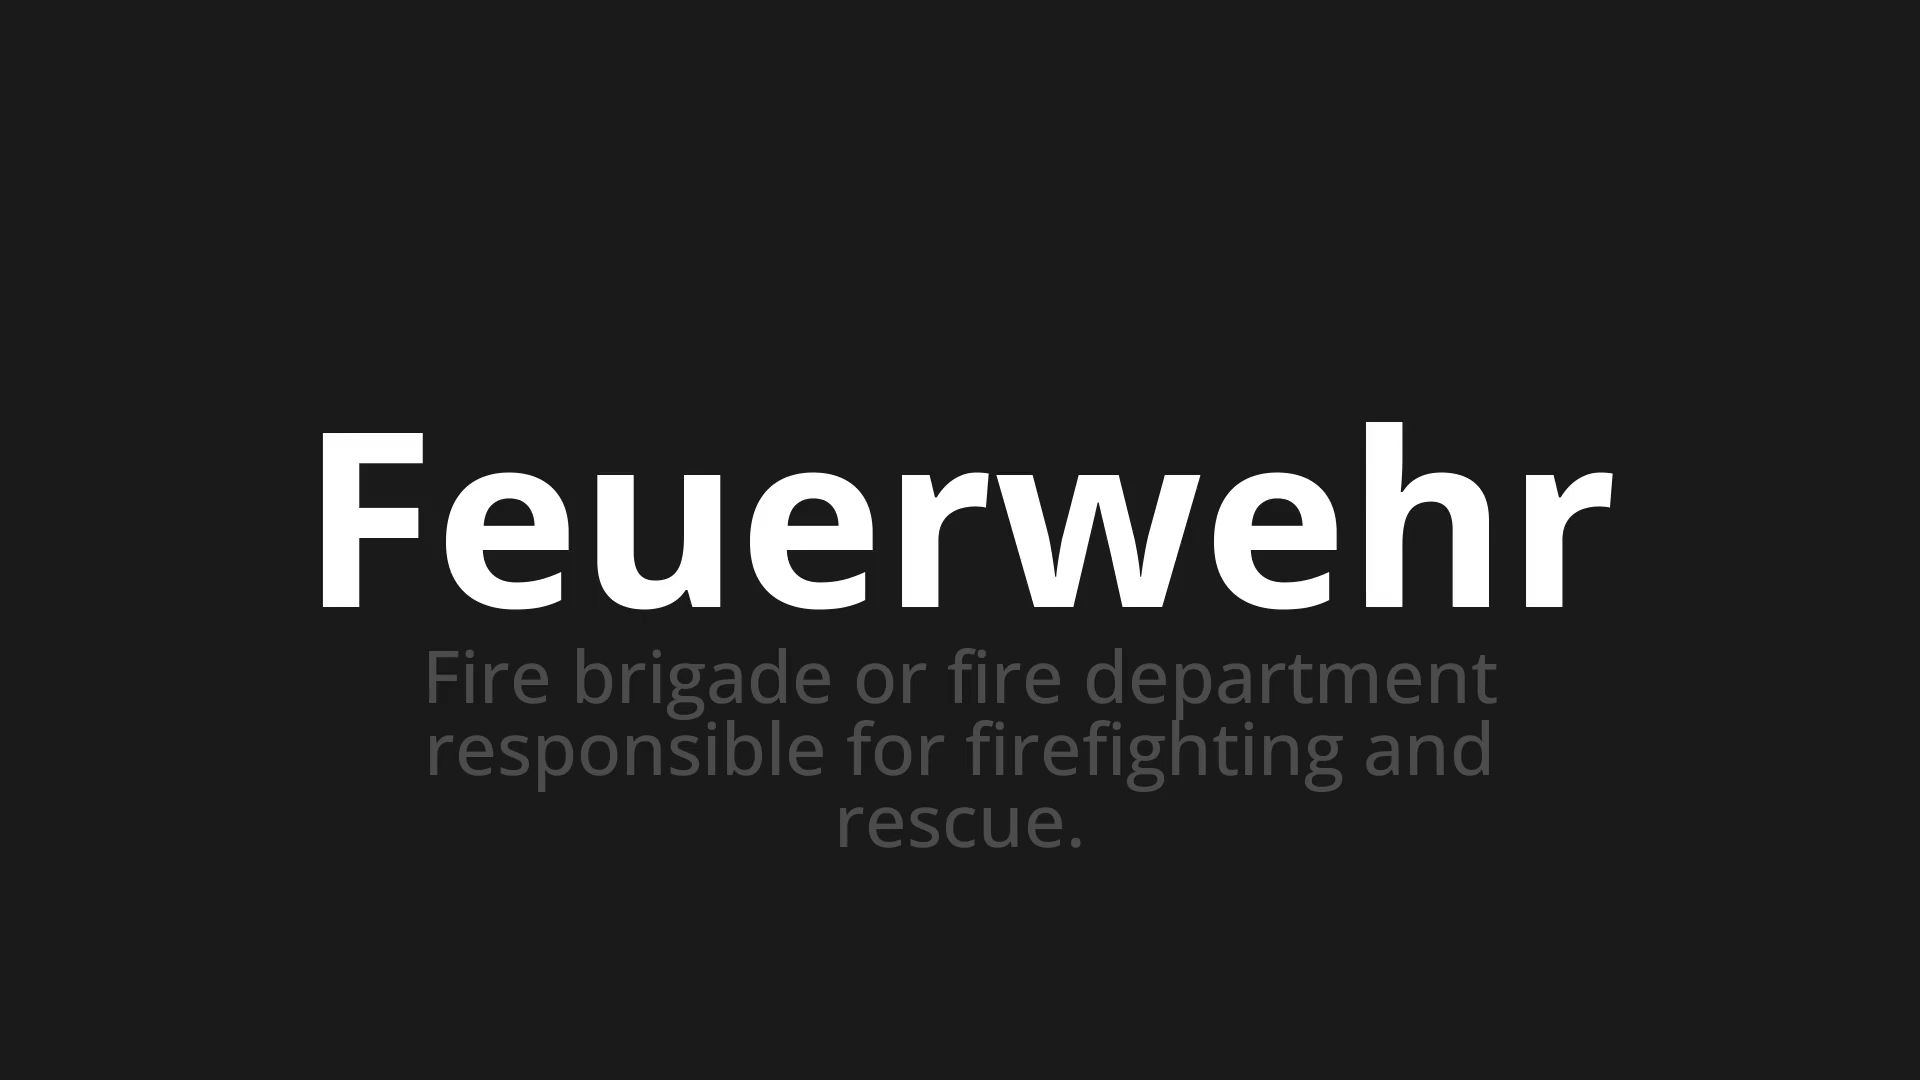 Feuerwehr
Fire brigade or fire department
responsible for firefighting and
rescue.